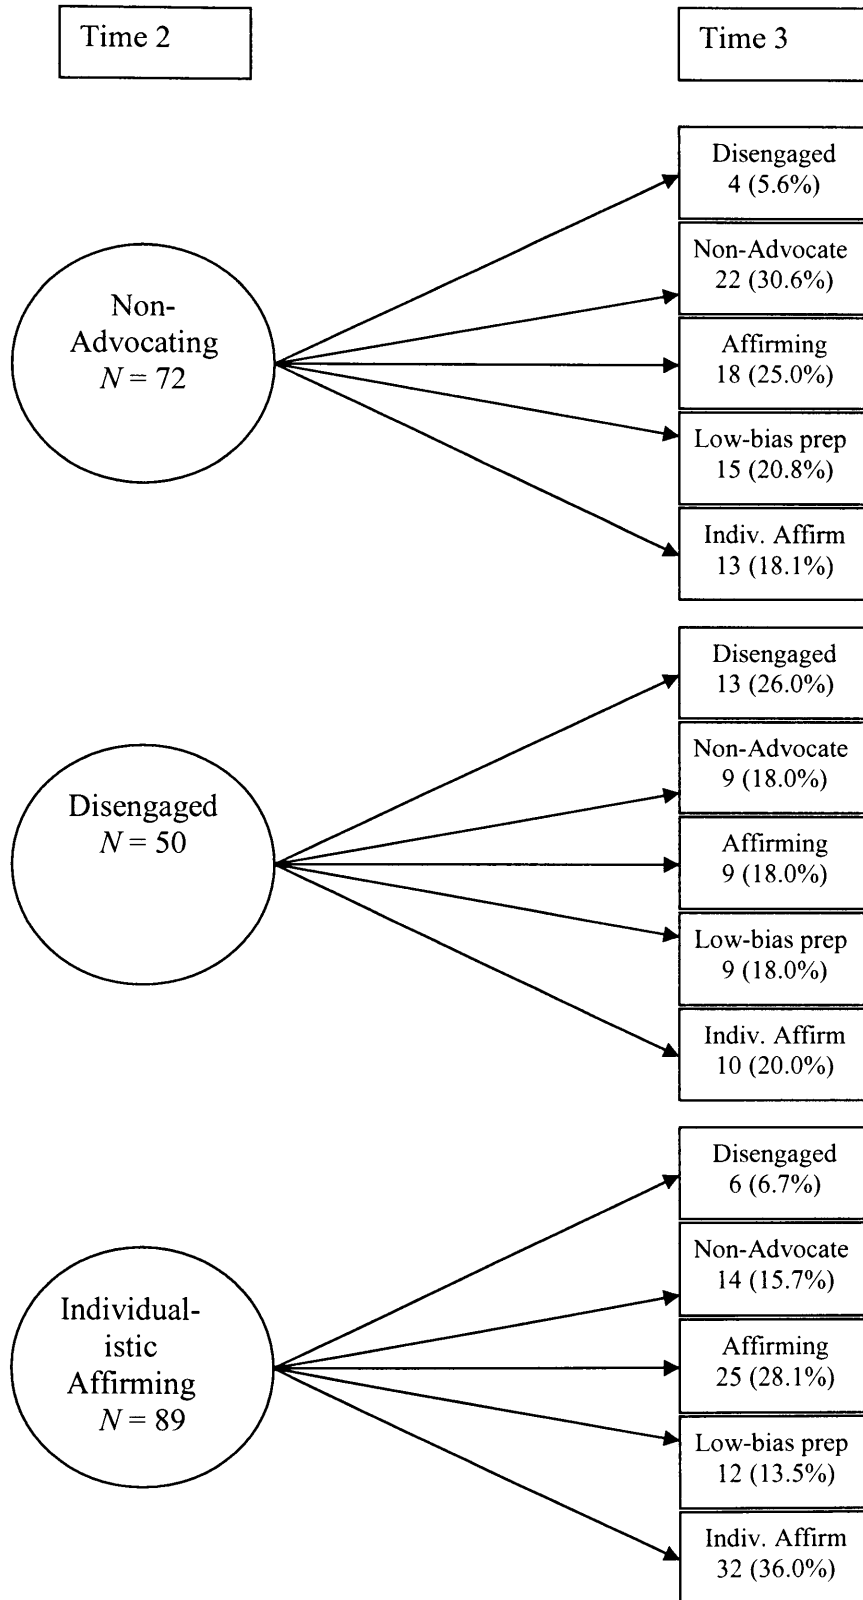 Time 2
Time 3
Non-
Advocating
N = 72
Disengaged
4 (5.6%)
Non-Advocate
22 (30.6%)
Affirming
18 (25.0%)
Low-bias prep
15 (20.8%)
Indiv. Affirm
13 (18.1%)
Disengaged
N = 50
Disengaged
13 (26.0%)
Non-Advocate
9 (18.0%)
Affirming
9 (18.0%)
Low-bias prep
9 (18.0%)
Indiv. Affirm
10 (20.0%)
Individual-
istic
Affirming
N = 89
Disengaged
6 (6.7%)
Non-Advocate
14 (15.7%)
Affirming
25 (28.1%)
Low-bias prep
12 (13.5%)
Indiv. Affirm
32 (36.0%)